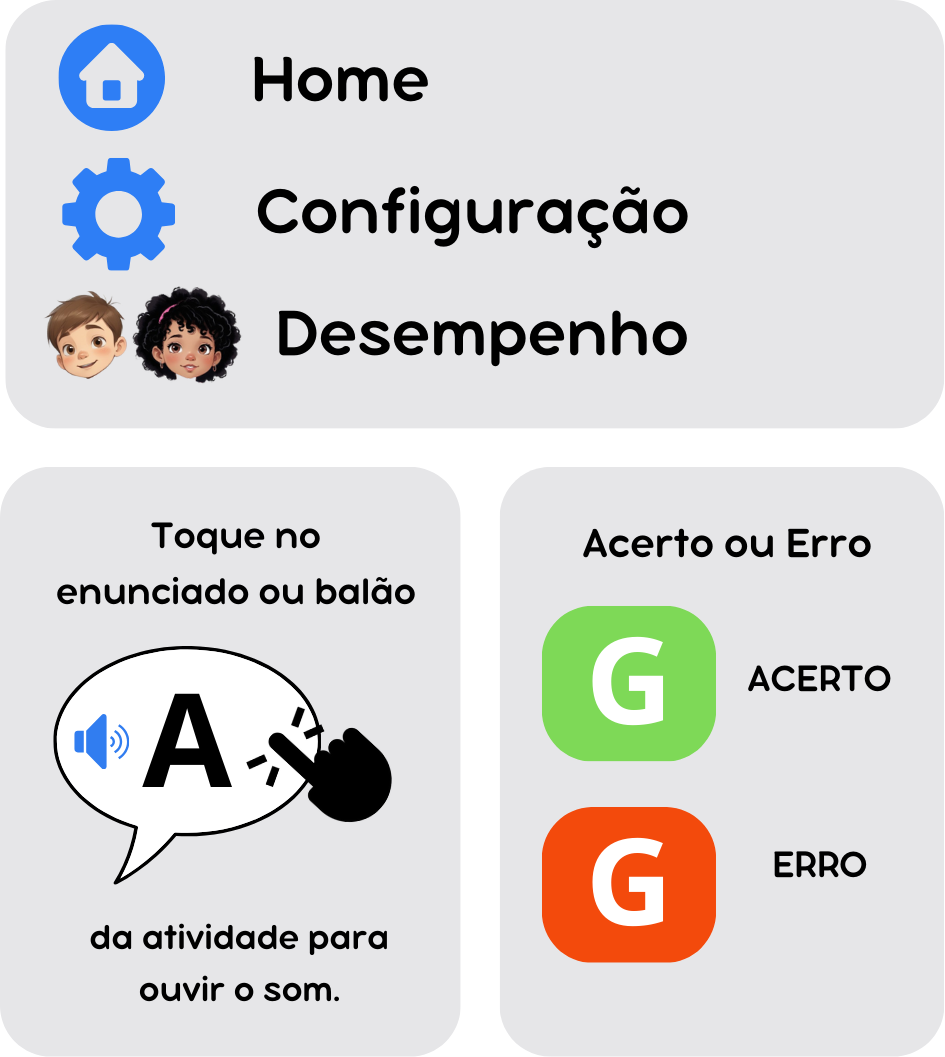 Home
Configuração
Desempenho
Toque no
enunciado ou balão
A
da atividade para
ouvir o som.
Acerto ou Erro
G
ACERTO
G
ERRO